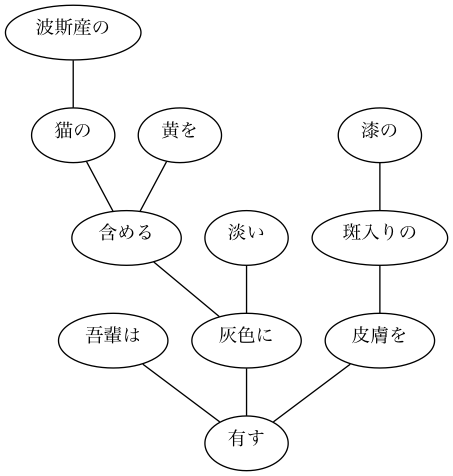 波斯産の
猫の
黄を
漆の
含める
淡い
斑入りの
吾輩は
灰色に
皮膚を
有す